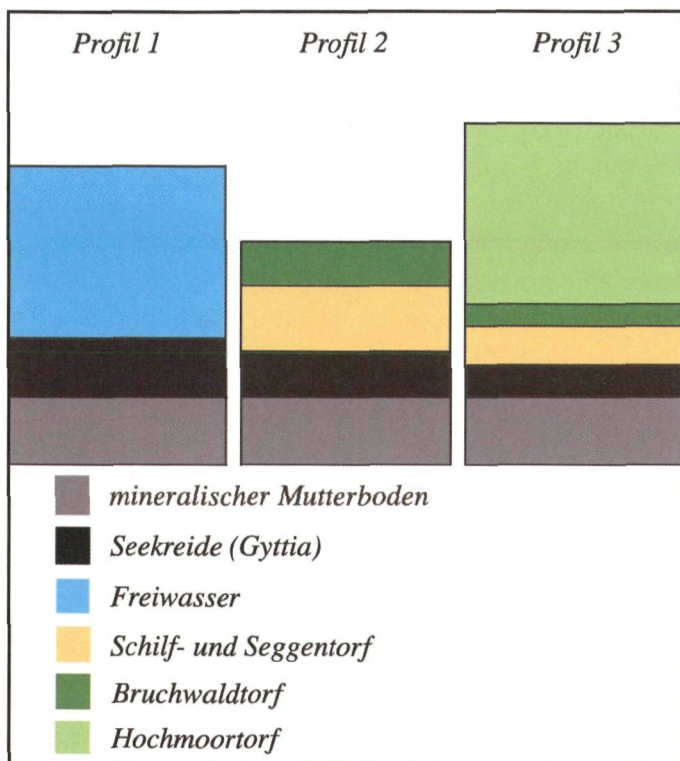 Profil 1 Profil 2 Profil 3
mineralischer Mutterboden
Seekreide (Gyttia)
Freiwasser
Schilf- und Seggentorf
Bruchwaldtorf
Hochmoortorf